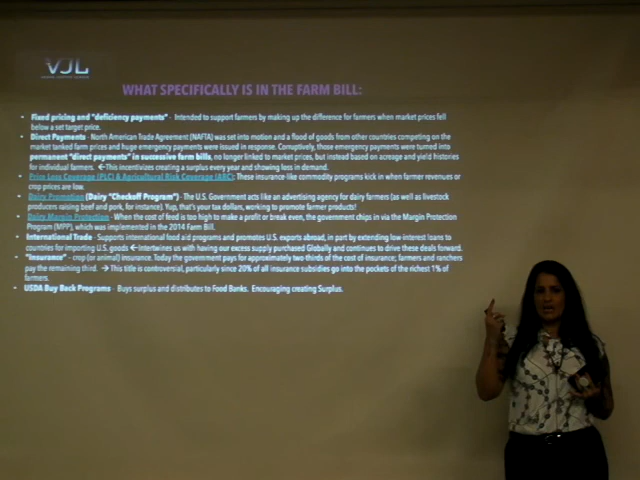 VJL
WHAT SPECIFICALLY IS IN THE FARM BILL:
• Fixed pricing and "deficiency payments" - Intended to support farmers by making up the difference for farmers when market prices fell
below a set target price.
• Direct Payments - North American Trade Agreement (NAFTA) was set into motion and a flood of goods from other countries competing on the
market tanked farm prices and huge emergency payments were issued in response. Corruptively, those emergency payments were turned into
permanent "direct payments" in successive farm bills, no longer linked to market prices, but instead based on acreage and yield histories
for individual farmers. ←This incentivizes creating a surplus every year and showing loss in demand.
• Price Loss Coverage (PLC) & Agricultural Risk Coverage (ARC): These insurance-like commodity programs kick in when farmer revenues or
crop prices are low.
• Dairy Promotion (Dairy "Checkoff Program") - The U.S. Government acts like an advertising agency for dairy farmers (as well as livestock
producers raising beef and pork, for instance). Yup, that's your tax dollars, working to promote farmer products!
• Dairy Margin Protection - When the cost of feed is too high to make a profit or break even, the government chips in via the Margin Protection
Program (MPP), which was implemented in the 2014 Farm Bill.
• International Trade - Supports international food aid programs and promotes U.S. exports abroad, in part by extending low interest loans to
countries for importing U.S. goods ←Intertwines us with having our excess supply purchased Globally and continues to drive these deals forward.
• "Insurance" - crop (or animal) insurance. Today the government pays for approximately two thirds of the cost of insurance; farmers and ranchers
pay the remaining third. → This title is controversial, particularly since 20% of all insurance subsidies go into the pockets of the richest 1% of
farmers.
• USDA Buy Back Programs - Buys surplus and distributes to Food Banks. Encouraging creating Surplus.